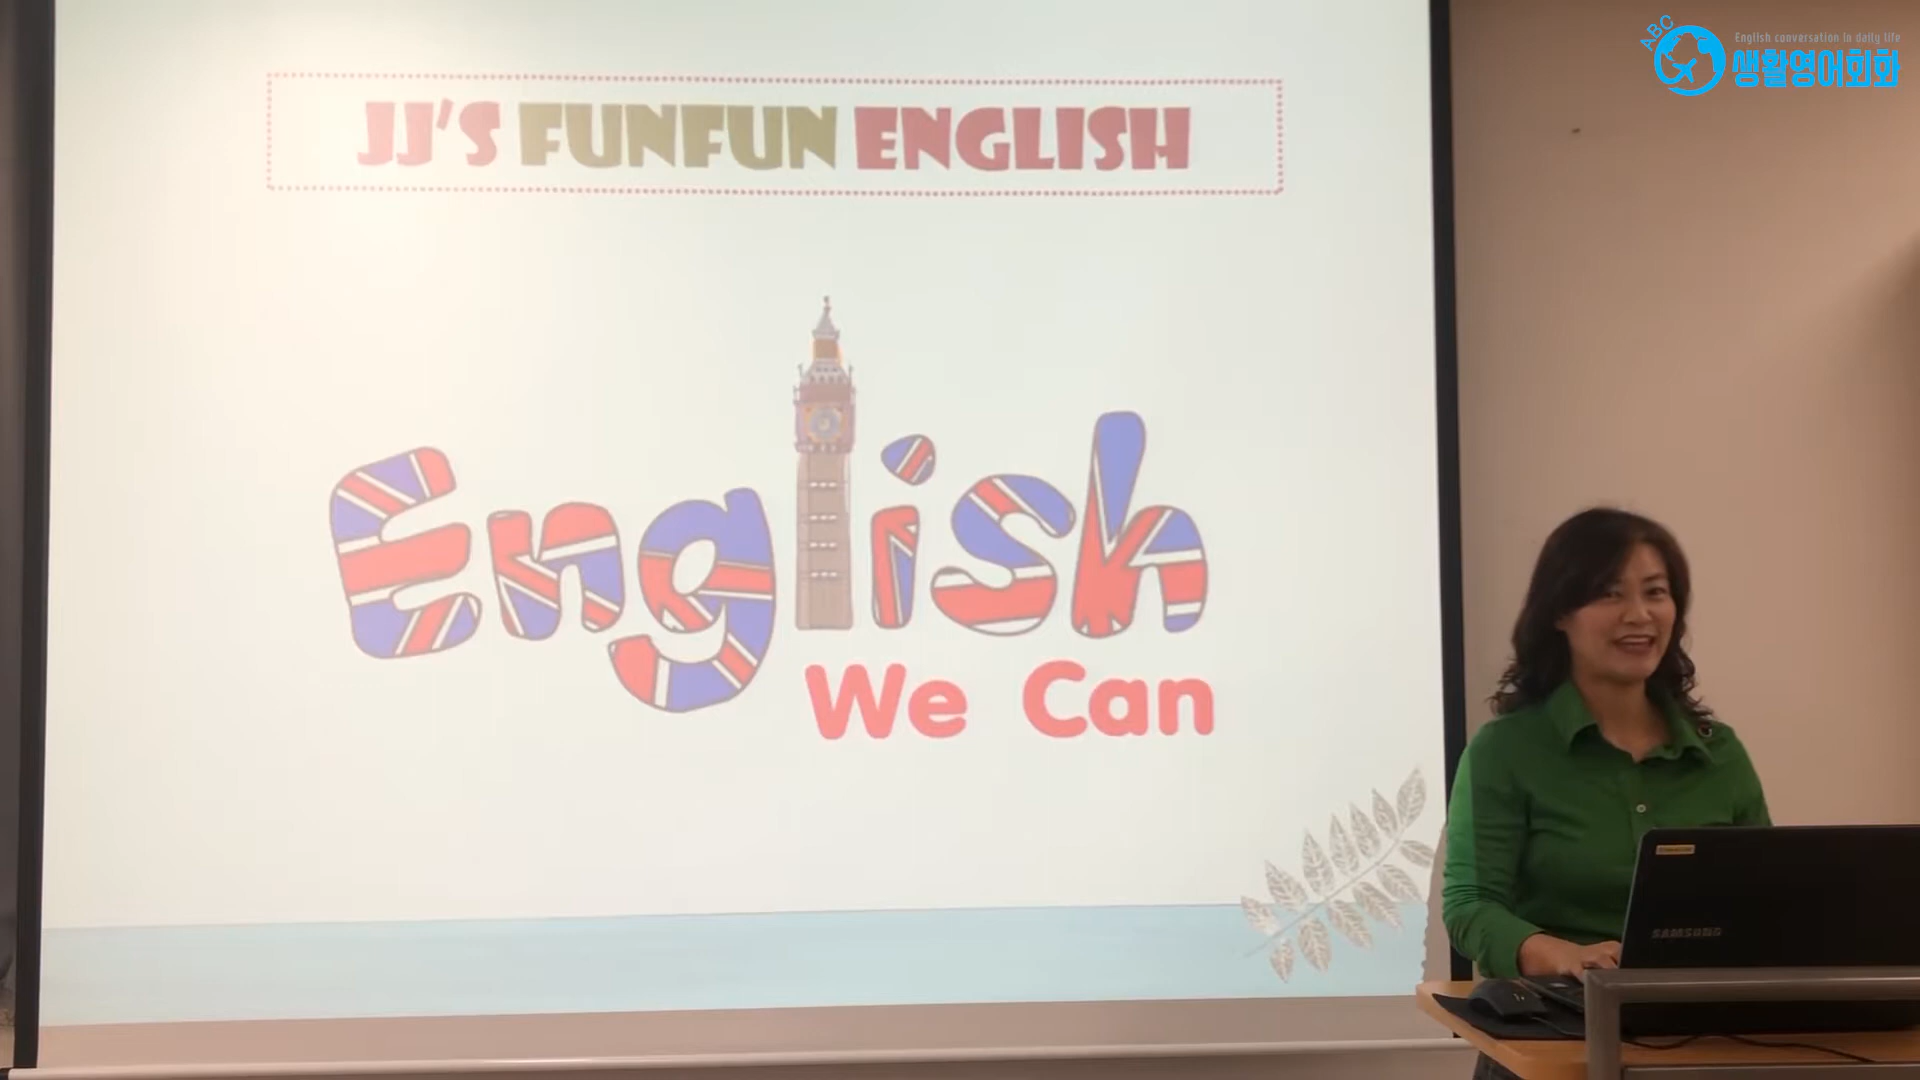 JJ'S FUNFUN ENGLISH
English
We Can
ABC
English conversation in daily life
생활영어회화
SAMSUNG